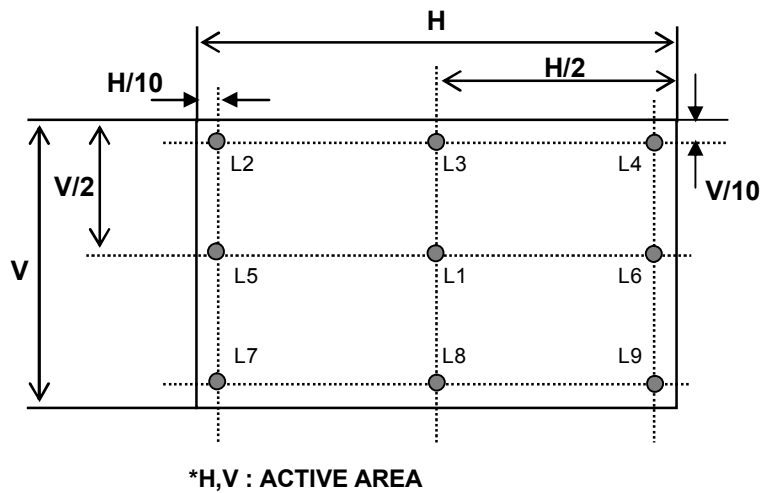 H
H/2
H/10
L2
L3
L4
V/2
V/10
V
L5
L1
L6
L7
L8
L9
*H,V : ACTIVE AREA